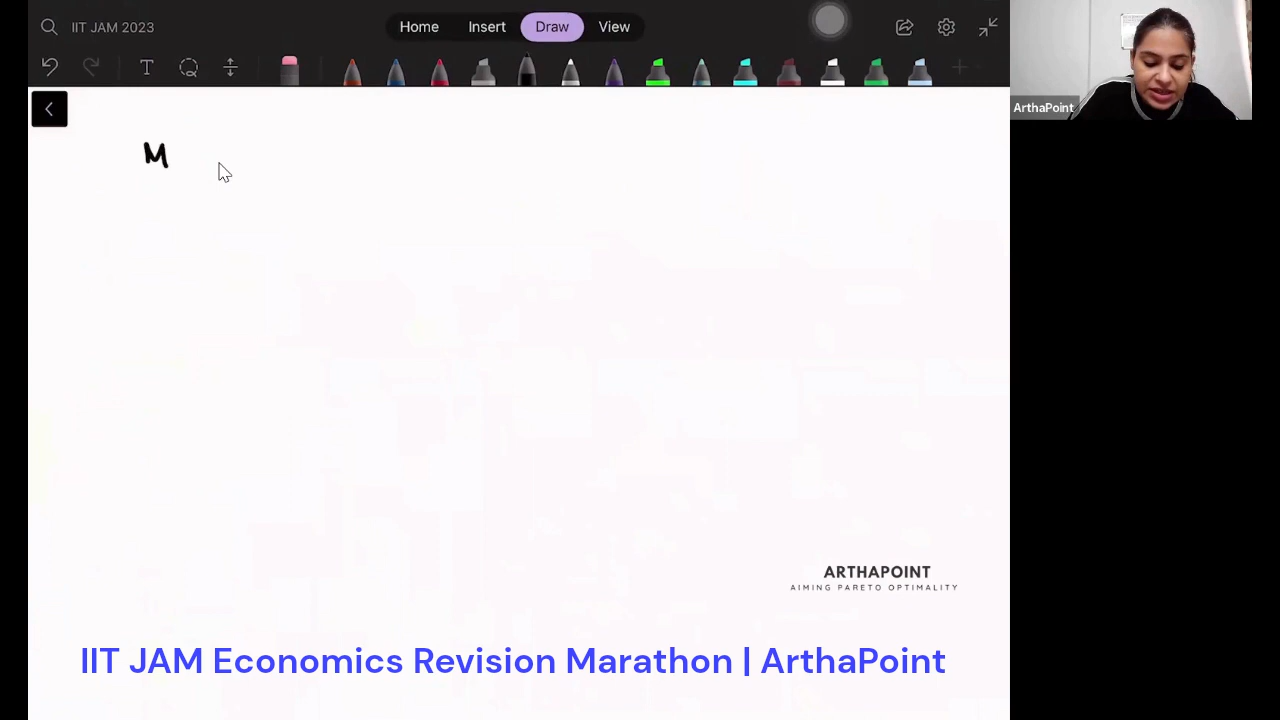 IIT JAM 2023
Home Insert Draw View
T
M
ArthaPoint
ARTHAPOINT
AIMING PARETO OPTIMALITY
IIT JAM Economics Revision Marathon | ArthaPoint